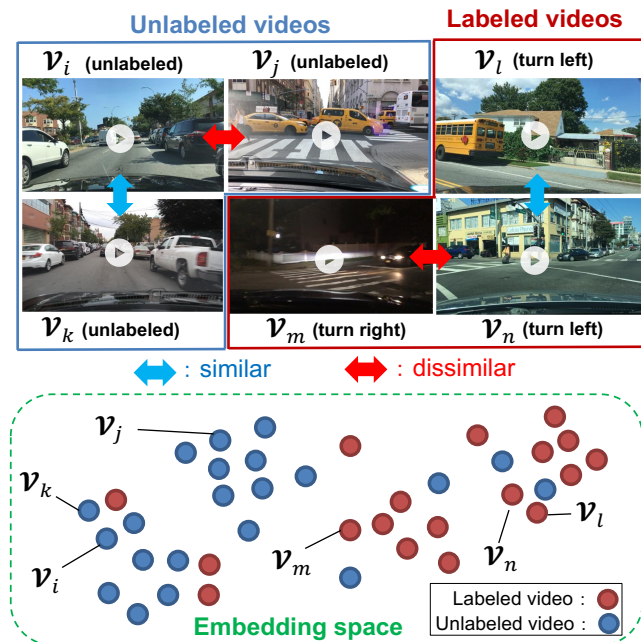 Unlabeled videos
Labeled videos
𝒱i (unlabeled)
𝒱j (unlabeled)
𝒱l (turn left)
𝒱k (unlabeled)
𝒱m (turn right)
𝒱n (turn left)
: similar
: dissimilar
𝒱j
𝒱k
𝒱i
𝒱m
𝒱n
𝒱l
Labeled video :
Unlabeled video :
Embedding space